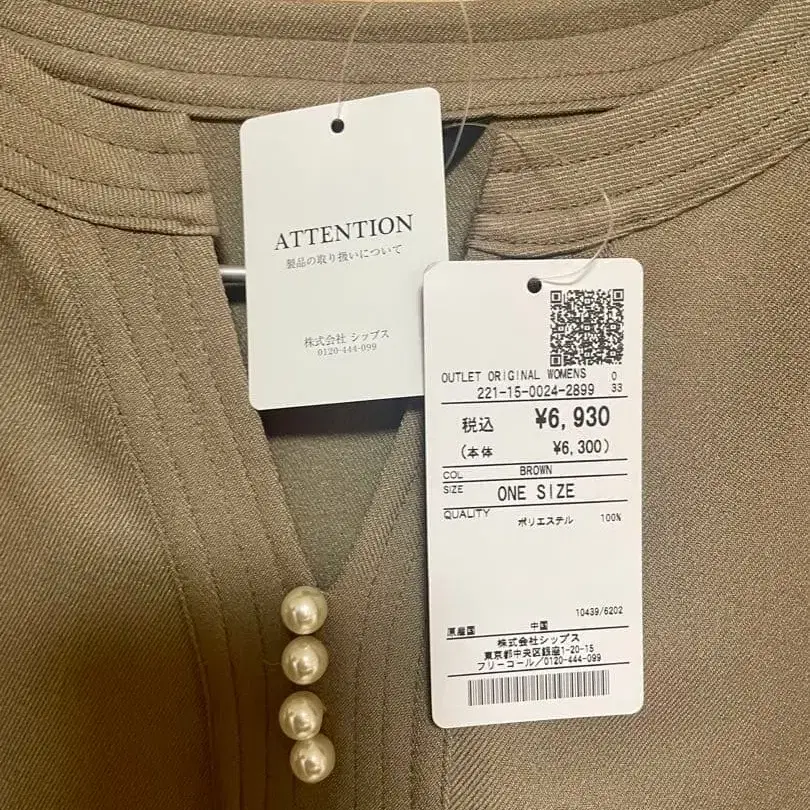 ATTENTION
製品の取り扱いについて
株式会社 シップス
0120-444-099
OUTLET ORIGINAL WOMENS 0
221-15-0024-2899 33
税込 ¥6,930
(本体 ¥6,300)
COL BROWN
SIZE ONE SIZE
QUALITY
ポリエステル 100%
10439/6202
原産国 中国
株式会社シップス
東京都中央区銀座1-20-15
フリーコール/0120-444-099